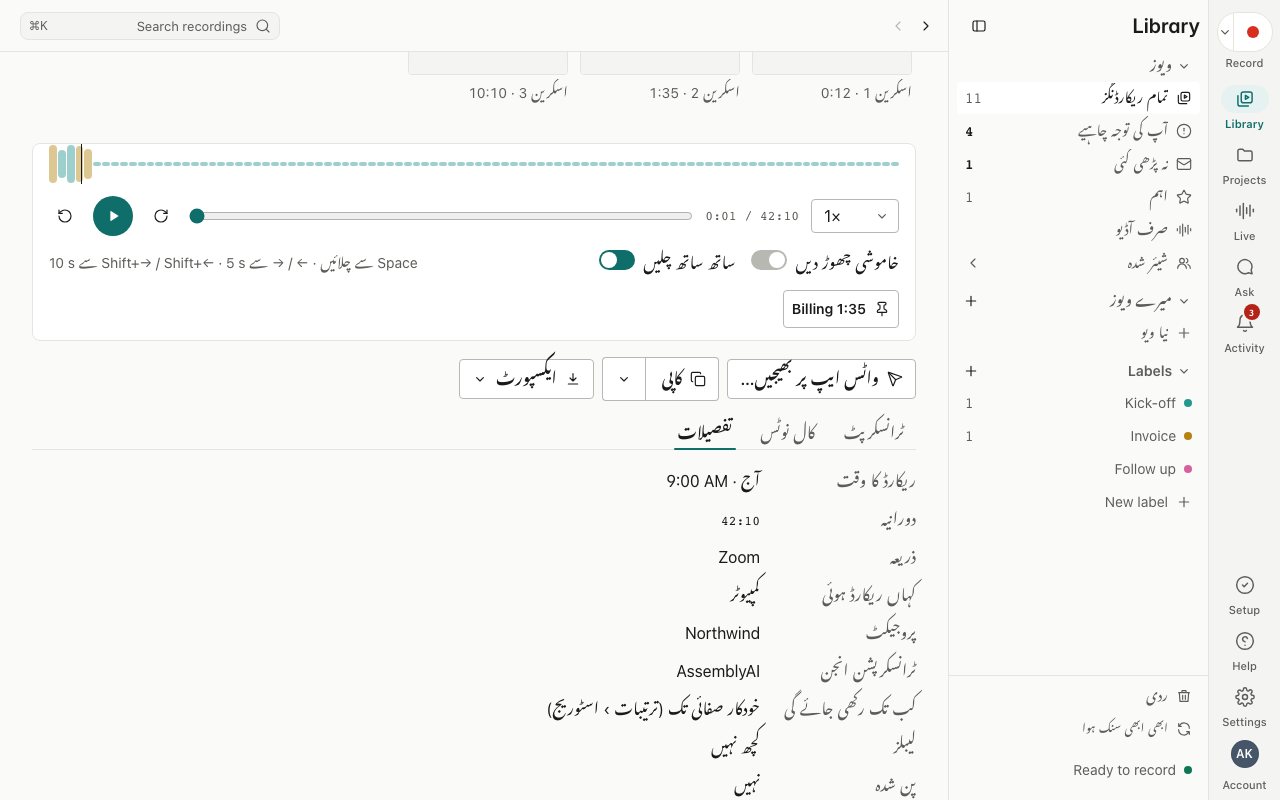 Record
Library
Projects
Live
Ask
3
Activity
Setup
Help
Settings
AK
Account
Library
ویوز
تمام ریکارڈنگز 11
آپ کی توجہ چاہیے 4
نہ پڑھی گئی 1
اہم 1
صرف آڈیو
شیئر شدہ
میرے ویوز
نیا ویو
Labels
Kick-off 1
Invoice 1
Follow up
New label
ردی
ابھی ابھی سنک ہوا
Ready to record
Search recordings ⌘K
اسکرین 1 · 0:12
اسکرین 2 · 1:35
اسکرین 3 · 10:10
0:01 / 42:10
1×
خاموشی چھوڑ دیں
ساتھ ساتھ چلیں
Space سے چلائیں · ← / → سے 5 s · Shift+← / Shift+→ سے 10 s
Billing 1:35
واٹس ایپ پر بھیجیں...
کاپی
ایکسپورٹ
ٹرانسکرپٹ
کال نوٹس
تفصیلات
ریکارڈ کا وقت آج · 9:00 AM
دورانیہ 42:10
ذریعہ Zoom
کہاں ریکارڈ ہوئی کمپیوٹر
پروجیکٹ Northwind
ٹرانسکرپشن انجن AssemblyAI
کب تک رکھی جائے گی خودکار صفائی تک (ترتیبات › اسٹوریج)
لیبلز کچھ نہیں
پن شدہ نہیں